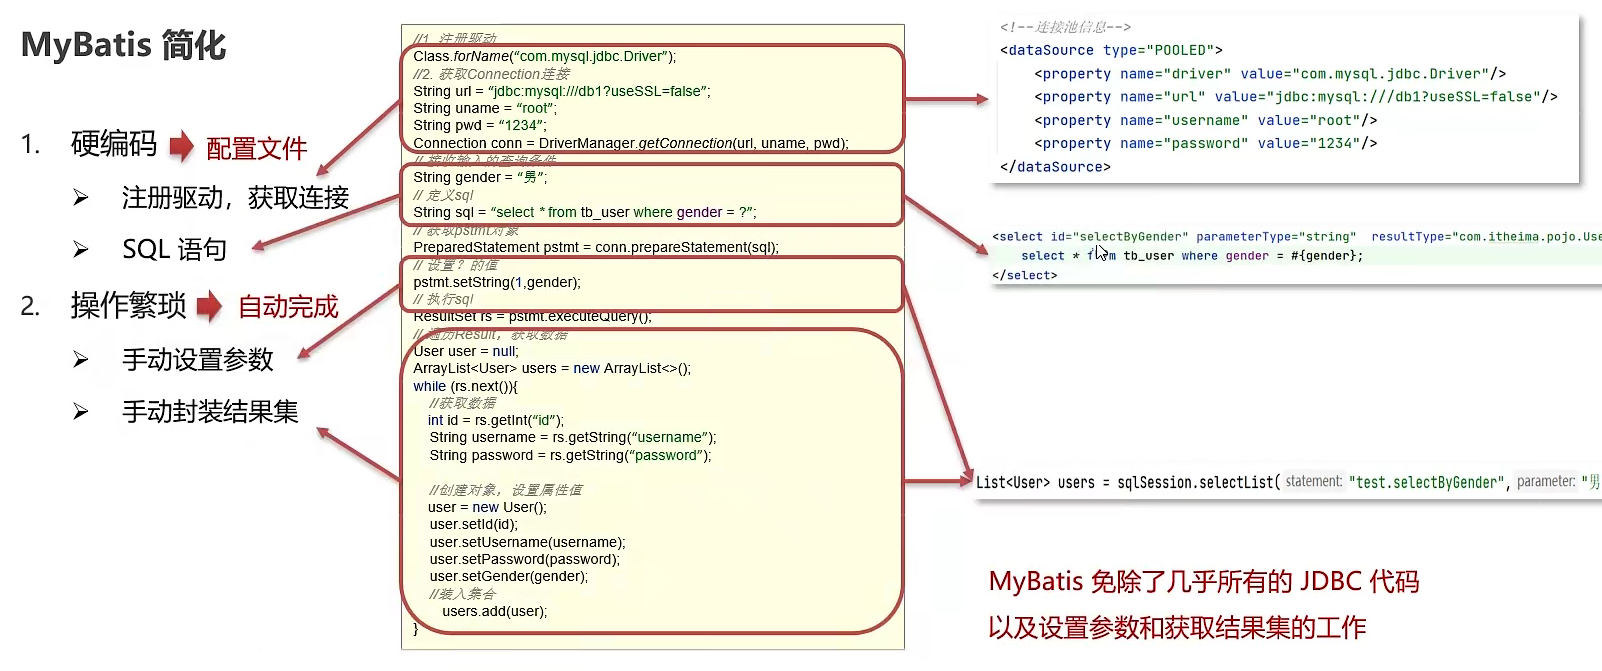 MyBatis 简化
1. 硬编码 配置文件
➢ 注册驱动，获取连接
➢ SQL 语句
2. 操作繁琐 自动完成
➢ 手动设置参数
➢ 手动封装结果集
//1. 注册驱动
Class.forName(“com.mysql.jdbc.Driver”);
//2. 获取Connection连接
String url = “jdbc:mysql:///db1?useSSL=false”;
String uname = “root”;
String pwd = “1234”;
Connection conn = DriverManager.getConnection(url, uname, pwd);
// 接收输入的查询条件
String gender = “男”;
// 定义sql
String sql = “select * from tb_user where gender = ?”;
// 获取pstmt对象
PreparedStatement pstmt = conn.prepareStatement(sql);
// 设置？的值
pstmt.setString(1,gender);
// 执行sql
ResultSet rs = pstmt.executeQuery();
// 遍历Result，获取数据
User user = null;
ArrayList<User> users = new ArrayList<>();
while (rs.next()){
//获取数据
int id = rs.getInt(“id”);
String username = rs.getString(“username”);
String password = rs.getString(“password”);
//创建对象，设置属性值
user = new User();
user.setId(id);
user.setUsername(username);
user.setPassword(password);
user.setGender(gender);
//装入集合
users.add(user);
}
<!--连接池信息-->
<dataSource type="POOLED">
<property name="driver" value="com.mysql.jdbc.Driver"/>
<property name="url" value="jdbc:mysql:///db1?useSSL=false"/>
<property name="username" value="root"/>
<property name="password" value="1234"/>
</dataSource>
<select id="selectByGender" parameterType="string" resultType="com.itheima.pojo.Use
select * from tb_user where gender = #{gender};
</select>
List<User> users = sqlSession.selectList( statement: "test.selectByGender", parameter: "男
MyBatis 免除了几乎所有的 JDBC 代码
以及设置参数和获取结果集的工作